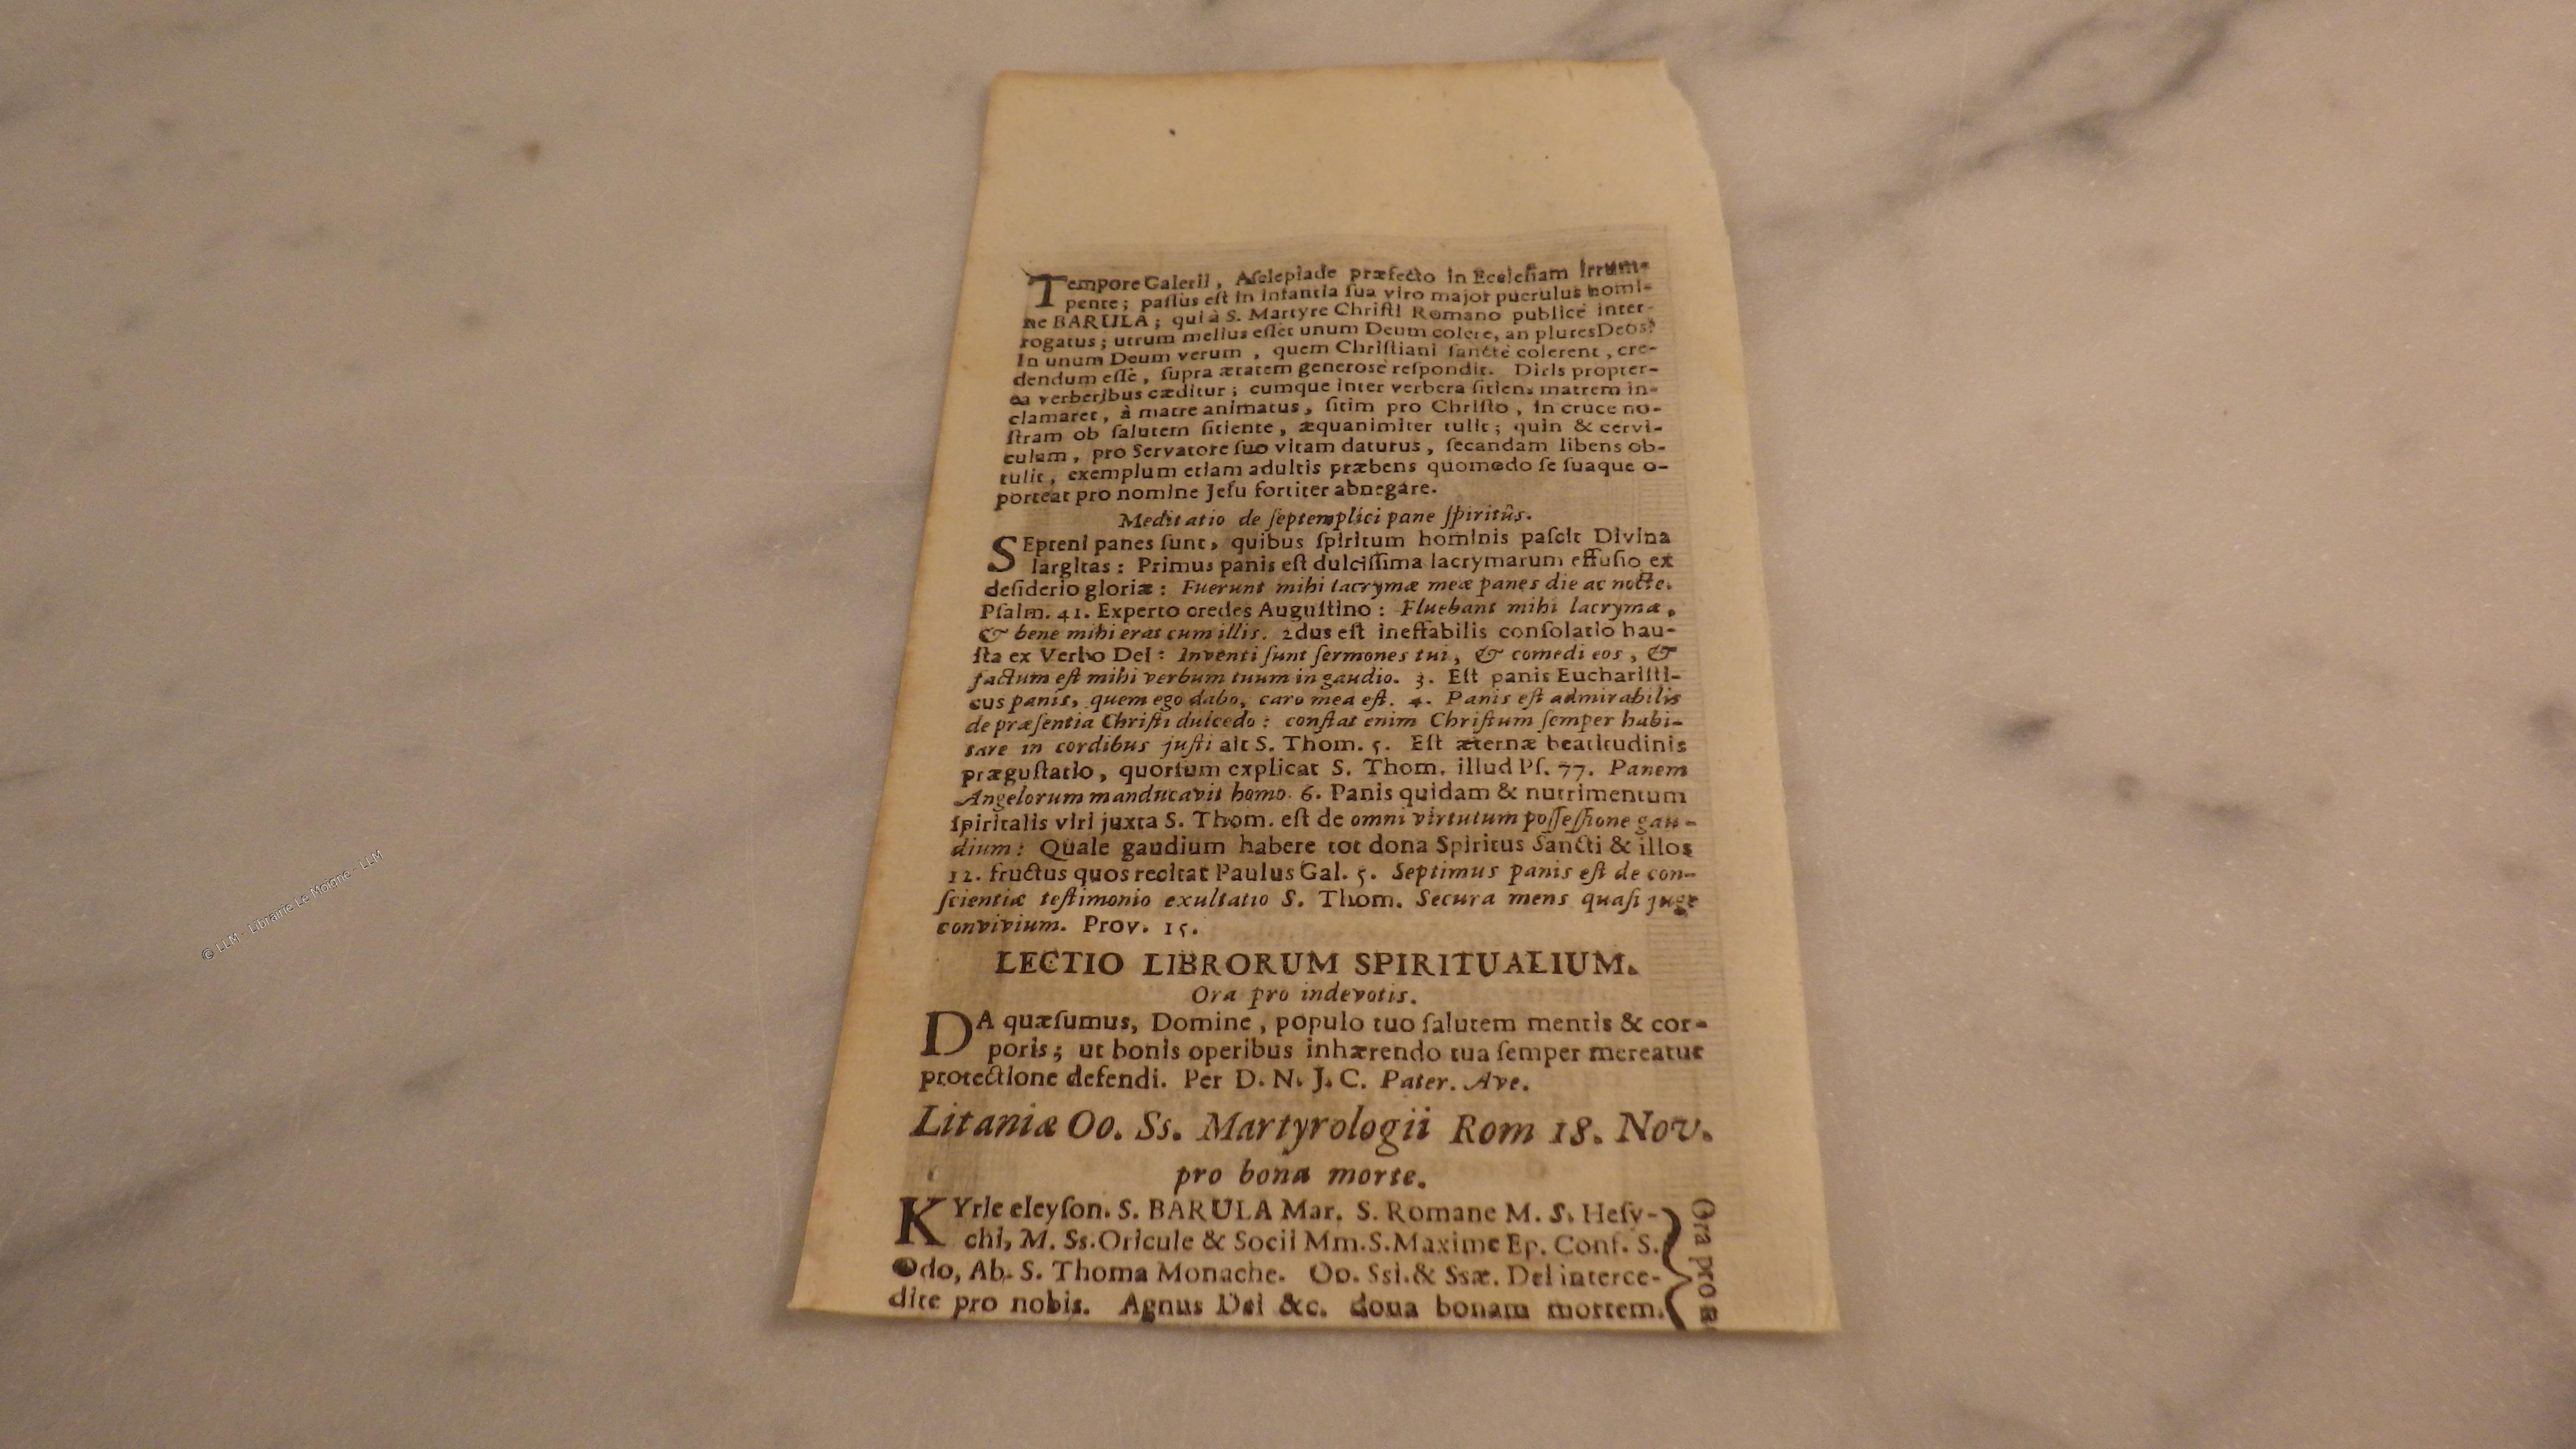 Tempore Galerii, Aſclepiade præfecto in Eccleſiam irrum-
pente; paſſus eſt in infantia ſua viro major puerulus nomi-
ne BARULA; qui à S. Martyre Chriſti Romano publicè inter-
rogatus; utrum melius eſſet unum Deum colere, an plures Deos?
In unum Deum verum, quem Chriſtiani ſanctè colerent, cre-
dendum eſſe, ſupra ætatem generosè reſpondit. Diris propter-
ea verberibus cæditur; cumque inter verbera ſitiens matrem in-
clamaret, à matre animatus, ſitim pro Chriſto, in cruce no-
ſtram ob ſalutem ſitiente, æquanimiter tulit; quin & cervi-
culam, pro Servatore ſuo vitam daturus, ſecandam libens ob-
tulit, exemplum etiam adultis præbens quomodo ſe ſuaque o-
porteat pro nomine Jeſu fortiter abnegare.
Meditatio de ſeptemplici pane ſpiritûs.
SEpteni panes ſunt, quibus ſpiritum hominis paſcit Divina
largitas: Primus panis eſt dulciſſima lacrymarum effuſio ex
deſiderio gloriæ: Fuerunt mihi lacrymæ meæ panes die ac nocte.
Pſalm. 41. Experto credes Auguſtino: Fluebant mihi lacrymæ,
& bene mihi erat cum illis. 2dus eſt ineffabilis conſolatio hau-
ſta ex Verbo Dei: Inventi ſunt ſermones tui, & comedi eos, &
factum eſt mihi verbum tuum in gaudio. 3. Eſt panis Euchariſti-
cus panis, quem ego dabo, caro mea eſt. 4. Panis eſt admirabilis
de præſentia Chriſti dulcedo: conſtat enim Chriſtum ſemper habi-
tare in cordibus juſti ait S. Thom. 5. Eſt æternæ beatitudinis
præguſtatio, quorſum explicat S. Thom. illud Pſ. 77. Panem
Angelorum manducavit homo. 6. Panis quidam & nutrimentum
ſpiritalis viri juxta S. Thom. eſt de omni virtutum poſſeſſione gau-
dium: Quale gaudium habere tot dona Spiritus Sancti & illos
12. fructus quos recitat Paulus Gal. 5. Septimus panis eſt de con-
ſcientiæ teſtimonio exultatio S. Thom. Secura mens quaſi juge
convivium. Prov. 15.
LECTIO LIBRORUM SPIRITUALIUM.
Ora pro indevotis.
DA quæſumus, Domine, populo tuo ſalutem mentis & cor-
poris; ut bonis operibus inhærendo tua ſemper mereatur
protectione defendi. Per D. N. J. C. Pater. Ave.
Litaniæ Oo. Ss. Martyrologii Rom 18. Nov.
pro bona morte.
KYrie eleyſon. S. BARULA Mar. S. Romane M. S. Heſy-
chi, M. Ss. Oricule & Socii Mm. S. Maxime Ep. Conf. S.
Odo, Ab. S. Thoma Monache. Oo. Ssi. & Ssæ. Dei interce-
dite pro nobis. Agnus Dei &c. dona bonam mortem.
Ora pro
© LLM - Librairie Le Moigne - LLM